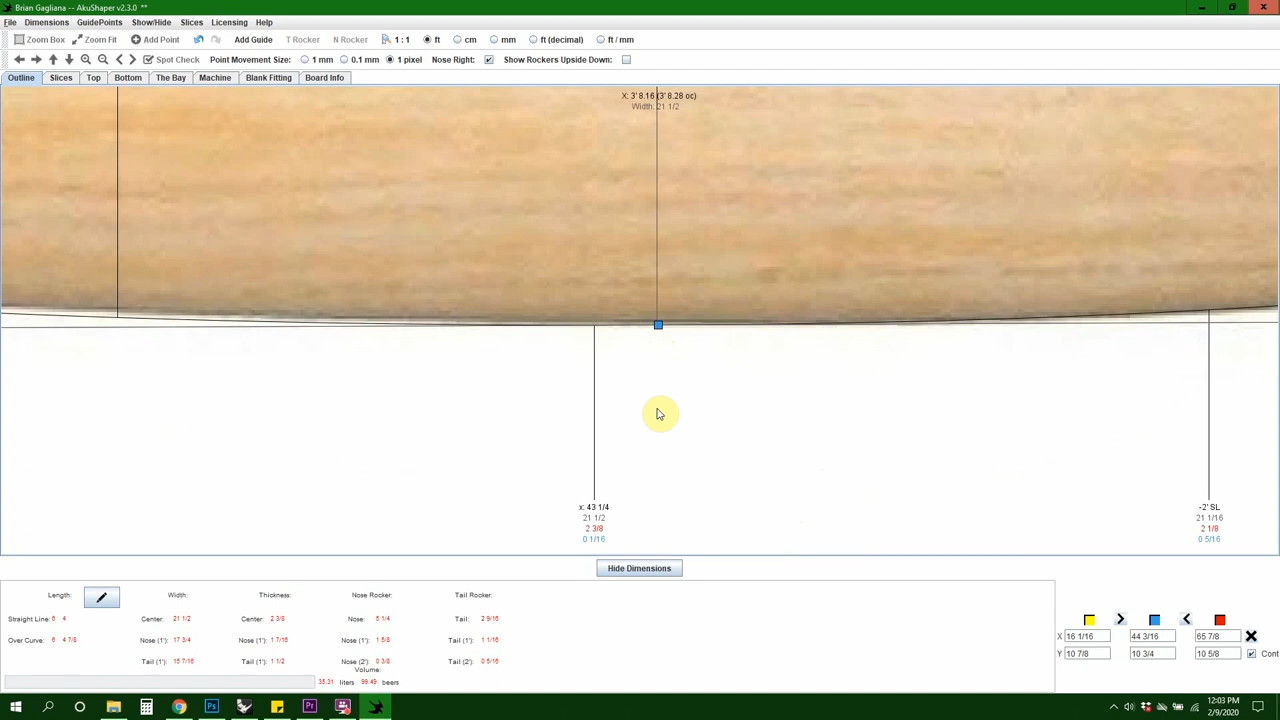 Brian Gagliana -- AkuShaper v2.3.0 **
File Dimensions GuidePoints Show/Hide Slices Licensing Help
Zoom Box Zoom Fit Add Point Add Guide T Rocker N Rocker 1 : 1 ft cm mm ft (decimal) ft / mm
Spot Check Point Movement Size: 1 mm 0.1 mm 1 pixel Nose Right: Show Rockers Upside Down:
Outline Slices Top Bottom The Bay Machine Blank Fitting Board Info
X: 3' 8.16 (3' 8.28 oc)
Width: 21 1/2
x: 43 1/4
21 1/2
2 3/8
0 1/16
-2' SL
21 1/16
2 1/8
0 5/16
Hide Dimensions
Length: Width: Thickness: Nose Rocker: Tail Rocker:
Straight Line: 6 4 Center: 21 1/2 Center: 2 3/8 Nose: 5 1/4 Tail: 2 9/16
Over Curve: 6 4 7/8 Nose (1'): 17 3/4 Nose (1'): 1 7/16 Nose (1'): 1 5/8 Tail (1'): 1 1/16
Tail (1'): 15 7/16 Tail (1'): 1 1/2 Nose (2'): 0 3/8 Tail (2'): 0 5/16
Volume:
35.31 liters 99.49 beers
X 16 1/16 44 3/16 65 7/8
Y 10 7/8 10 3/4 10 5/8 Cont
12:03 PM
2/9/2020